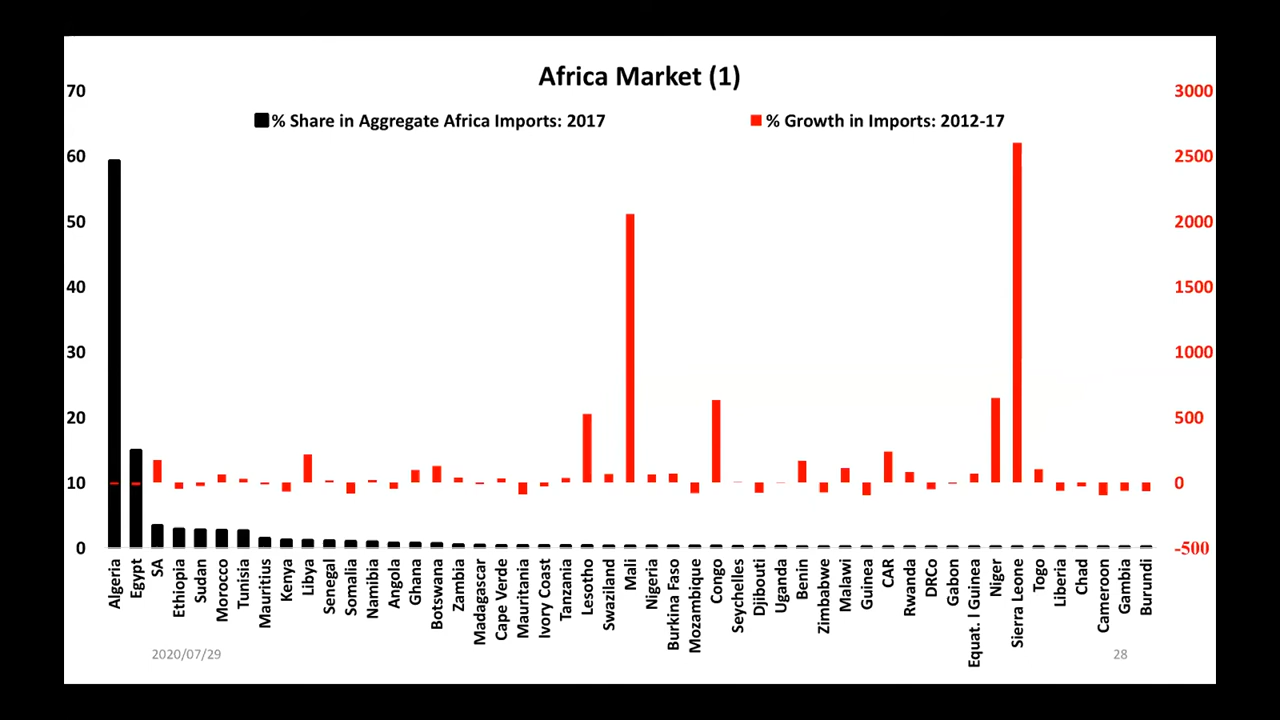 Africa Market (1)
% Share in Aggregate Africa Imports: 2017
% Growth in Imports: 2012-17
70
60
50
40
30
20
10
0
3000
2500
2000
1500
1000
500
0
-500
Algeria
Egypt
SA
Ethiopia
Sudan
Morocco
Tunisia
Mauritius
Kenya
Libya
Senegal
Somalia
Namibia
Angola
Ghana
Botswana
Zambia
Madagascar
Cape Verde
Mauritania
Ivory Coast
Tanzania
Lesotho
Swaziland
Mali
Nigeria
Burkina Faso
Mozambique
Congo
Seychelles
Djibouti
Uganda
Benin
Zimbabwe
Malawi
Guinea
CAR
Rwanda
DRCo
Gabon
Equat. l Guinea
Niger
Sierra Leone
Togo
Liberia
Chad
Cameroon
Gambia
Burundi
2020/07/29
28